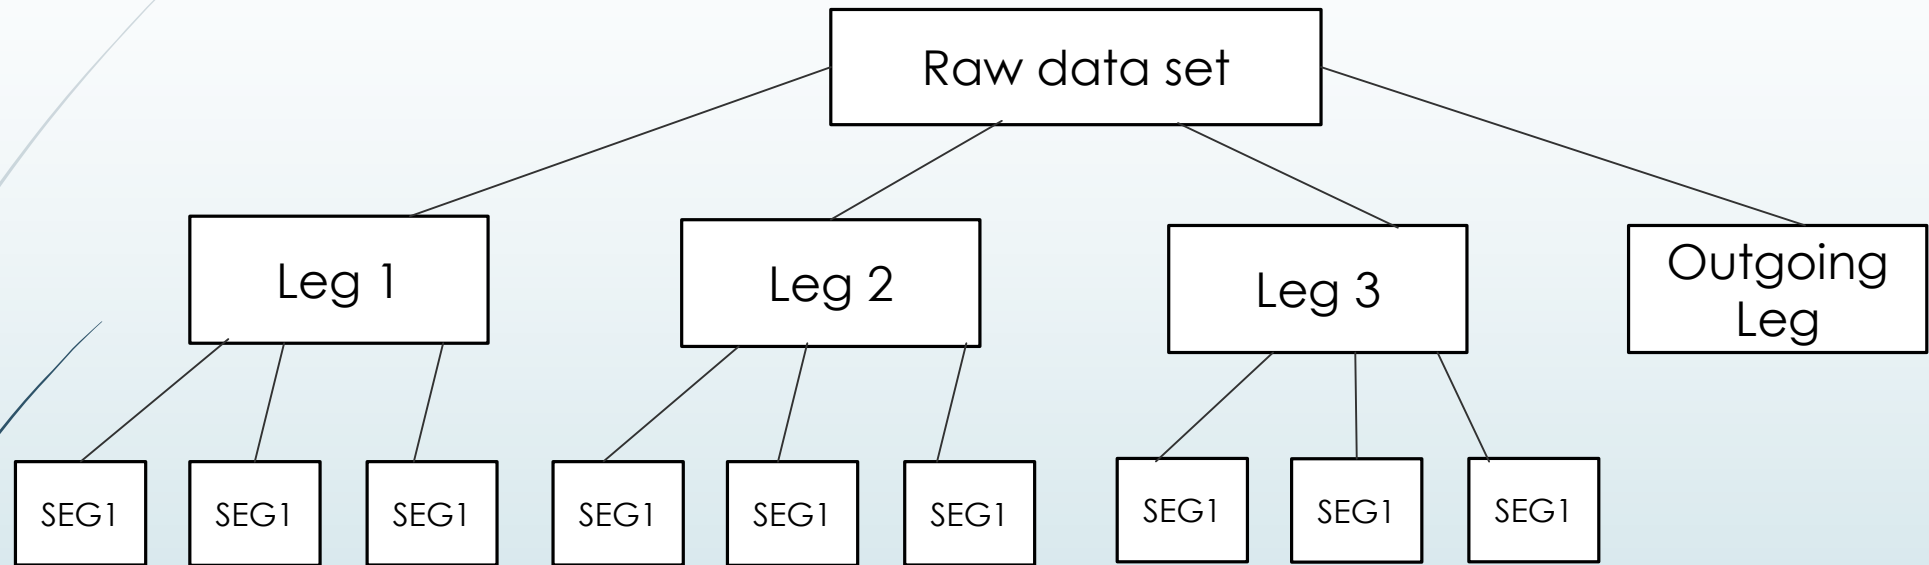 Raw data set
Leg 1
Leg 2
Leg 3
Outgoing
Leg
SEG1
SEG1
SEG1
SEG1
SEG1
SEG1
SEG1
SEG1
SEG1